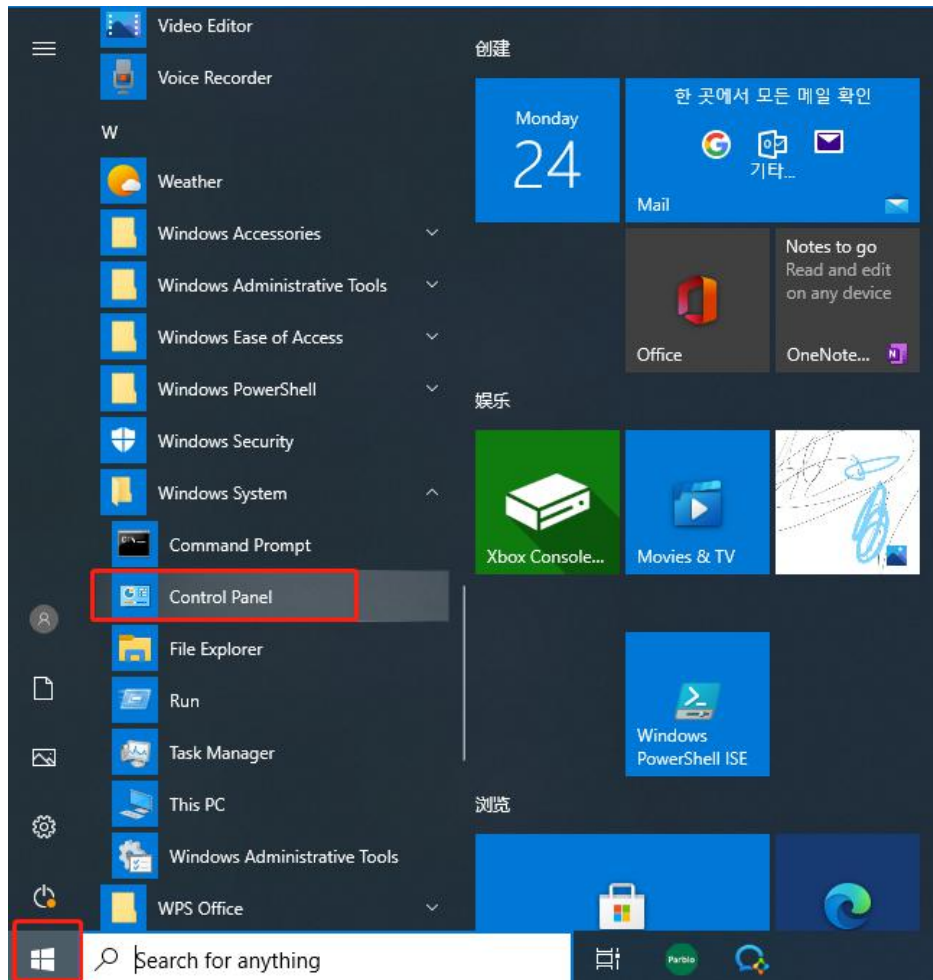 Video Editor
Voice Recorder
W
Weather
Windows Accessories
Windows Administrative Tools
Windows Ease of Access
Windows PowerShell
Windows Security
Windows System
Command Prompt
Control Panel
File Explorer
Run
Task Manager
This PC
Windows Administrative Tools
WPS Office
创建
Monday
24
한 곳에서 모든 메일 확인
기타...
Mail
Office
Notes to go
Read and edit
on any device
OneNote...
娱乐
Xbox Console...
Movies & TV
Windows
PowerShell ISE
浏览
Search for anything
Parblo